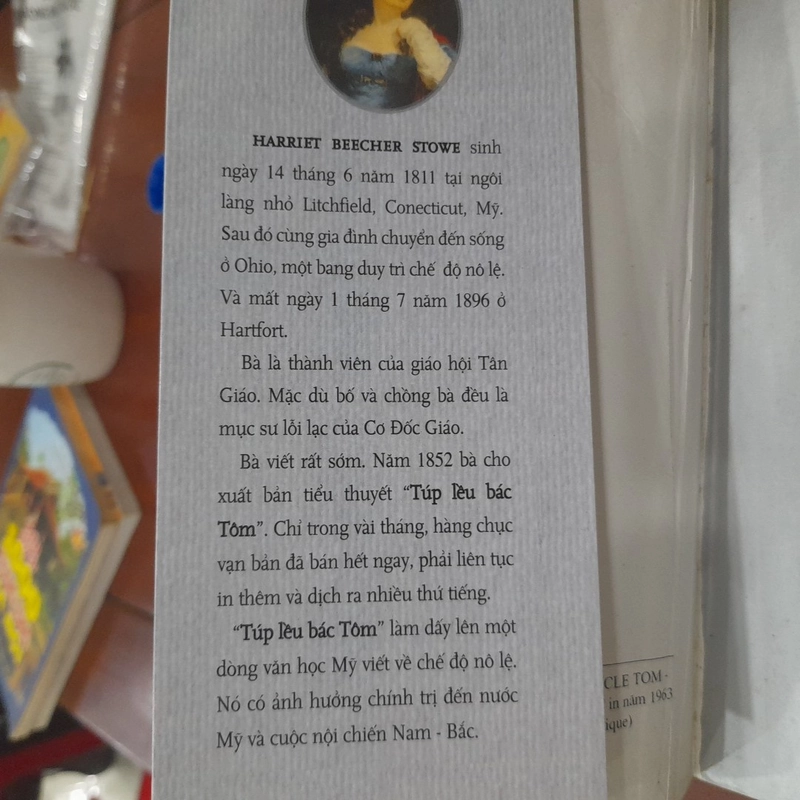 HARRIET BEECHER STOWE sinh
ngày 14 tháng 6 năm 1811 tại ngôi
làng nhỏ Litchfield, Conecticut, Mỹ.
Sau đó cùng gia đình chuyển đến sống
ở Ohio, một bang duy trì chế độ nô lệ.
Và mất ngày 1 tháng 7 năm 1896 ở
Hartfort.
Bà là thành viên của giáo hội Tân
Giáo. Mặc dù bố và chồng bà đều là
mục sư lỗi lạc của Cơ Đốc Giáo.
Bà viết rất sớm. Năm 1852 bà cho
xuất bản tiểu thuyết “Túp lều bác
Tôm”. Chỉ trong vài tháng, hàng chục
vạn bản đã bán hết ngay, phải liên tục
in thêm và dịch ra nhiều thứ tiếng.
“Túp lều bác Tôm” làm dấy lên một
dòng văn học Mỹ viết về chế độ nô lệ.
Nó có ảnh hưởng chính trị đến nước
Mỹ và cuộc nội chiến Nam - Bắc.
CLE TOM -
in năm 1963
ique)